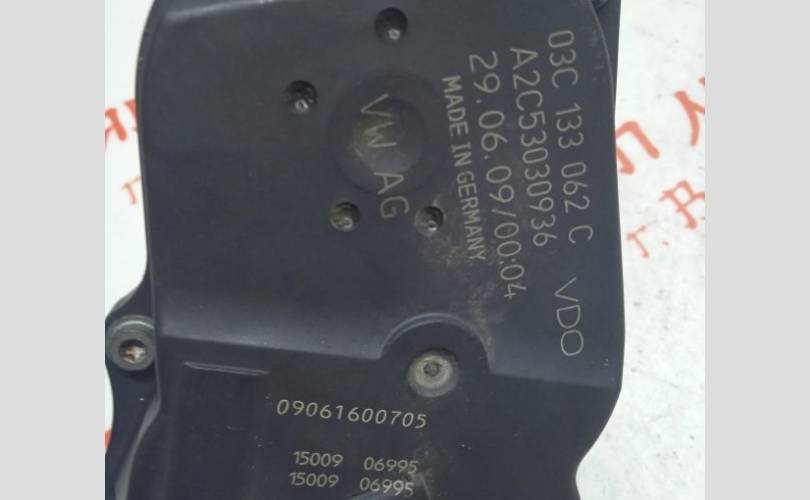 03C 133 062 C
A2C53030936
29.06.09/00:04
MADE IN GERMANY
VDO
VW AG
09061600705
15009 06995
15009 06995